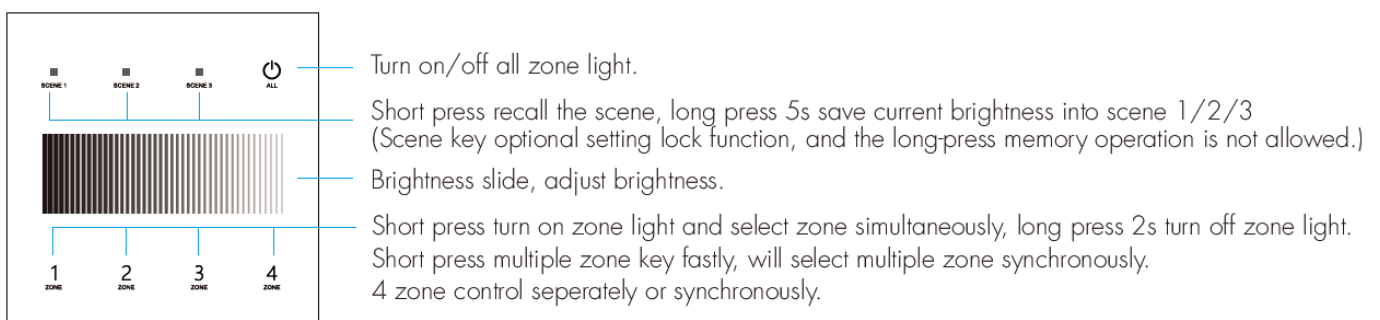 SCENE 1 SCENE 2 SCENE 3 ALL
Turn on/off all zone light.
Short press recall the scene, long press 5s save current brightness into scene 1/2/3
(Scene key optional setting lock function, and the long-press memory operation is not allowed.)
Brightness slide, adjust brightness.
Short press turn on zone light and select zone simultaneously, long press 2s turn off zone light.
Short press multiple zone key fastly, will select multiple zone synchronous.
4 zone control seperately or synchronously.
1 2 3 4
ZONE ZONE ZONE ZONE